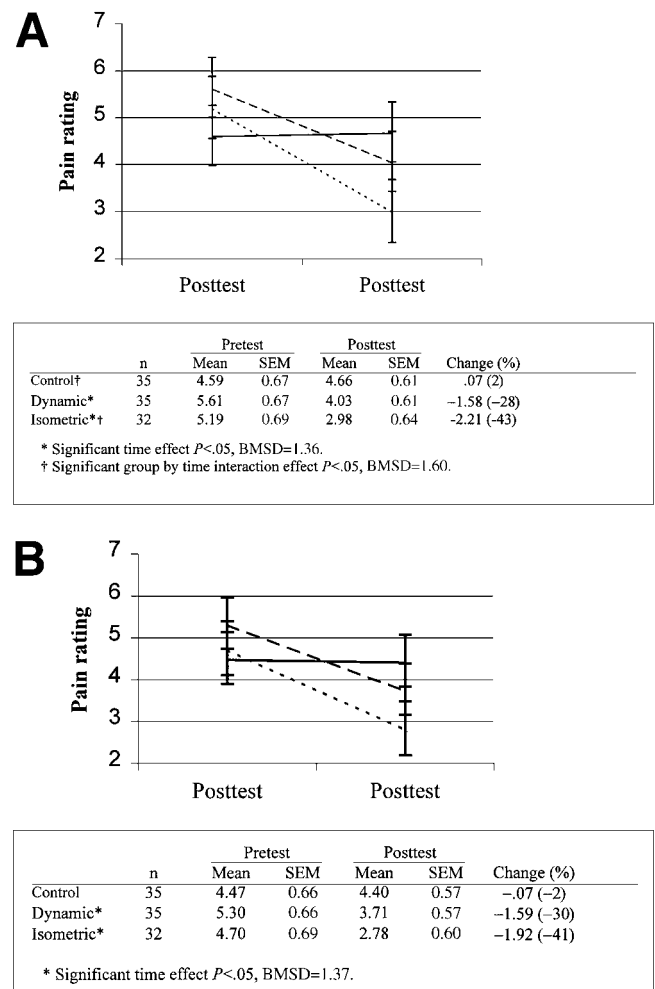 A
7
6
5
4
3
2
Pain rating
Posttest Posttest
Pretest Posttest
n Mean SEM Mean SEM Change (%)
Control† 35 4.59 0.67 4.66 0.61 .07 (2)
Dynamic* 35 5.61 0.67 4.03 0.61 −1.58 (−28)
Isometric*† 32 5.19 0.69 2.98 0.64 -2.21 (-43)
* Significant time effect P<.05, BMSD=1.36.
† Significant group by time interaction effect P<.05, BMSD=1.60.
B
7
6
5
4
3
2
Pain rating
Posttest Posttest
Pretest Posttest
n Mean SEM Mean SEM Change (%)
Control 35 4.47 0.66 4.40 0.57 −.07 (−2)
Dynamic* 35 5.30 0.66 3.71 0.57 −1.59 (−30)
Isometric* 32 4.70 0.69 2.78 0.60 −1.92 (−41)
* Significant time effect P<.05, BMSD=1.37.